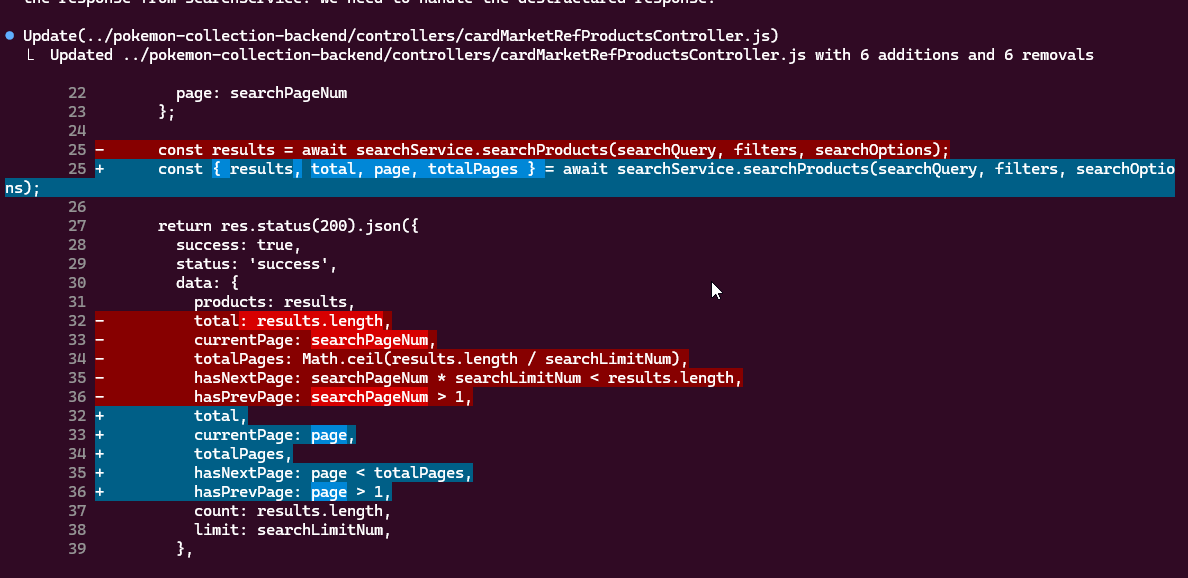 the response from searchService. We need to handle the destructured response.
● Update(../pokemon-collection-backend/controllers/cardMarketRefProductsController.js)
└ Updated ../pokemon-collection-backend/controllers/cardMarketRefProductsController.js with 6 additions and 6 removals
22 page: searchPageNum
23 };
24
25 - const results = await searchService.searchProducts(searchQuery, filters, searchOptions);
25 + const { results, total, page, totalPages } = await searchService.searchProducts(searchQuery, filters, searchOptio
ns);
26
27 return res.status(200).json({
28 success: true,
29 status: 'success',
30 data: {
31 products: results,
32 - total: results.length,
33 - currentPage: searchPageNum,
34 - totalPages: Math.ceil(results.length / searchLimitNum),
35 - hasNextPage: searchPageNum * searchLimitNum < results.length,
36 - hasPrevPage: searchPageNum > 1,
32 + total,
33 + currentPage: page,
34 + totalPages,
35 + hasNextPage: page < totalPages,
36 + hasPrevPage: page > 1,
37 count: results.length,
38 limit: searchLimitNum,
39 },